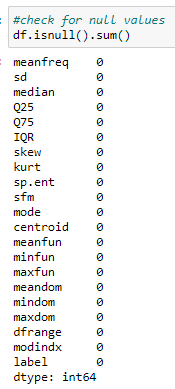 #check for null values
df.isnull().sum()
meanfreq 0
sd 0
median 0
Q25 0
Q75 0
IQR 0
skew 0
kurt 0
sp.ent 0
sfm 0
mode 0
centroid 0
meanfun 0
minfun 0
maxfun 0
meandom 0
mindom 0
maxdom 0
dfrange 0
modindx 0
label 0
dtype: int64